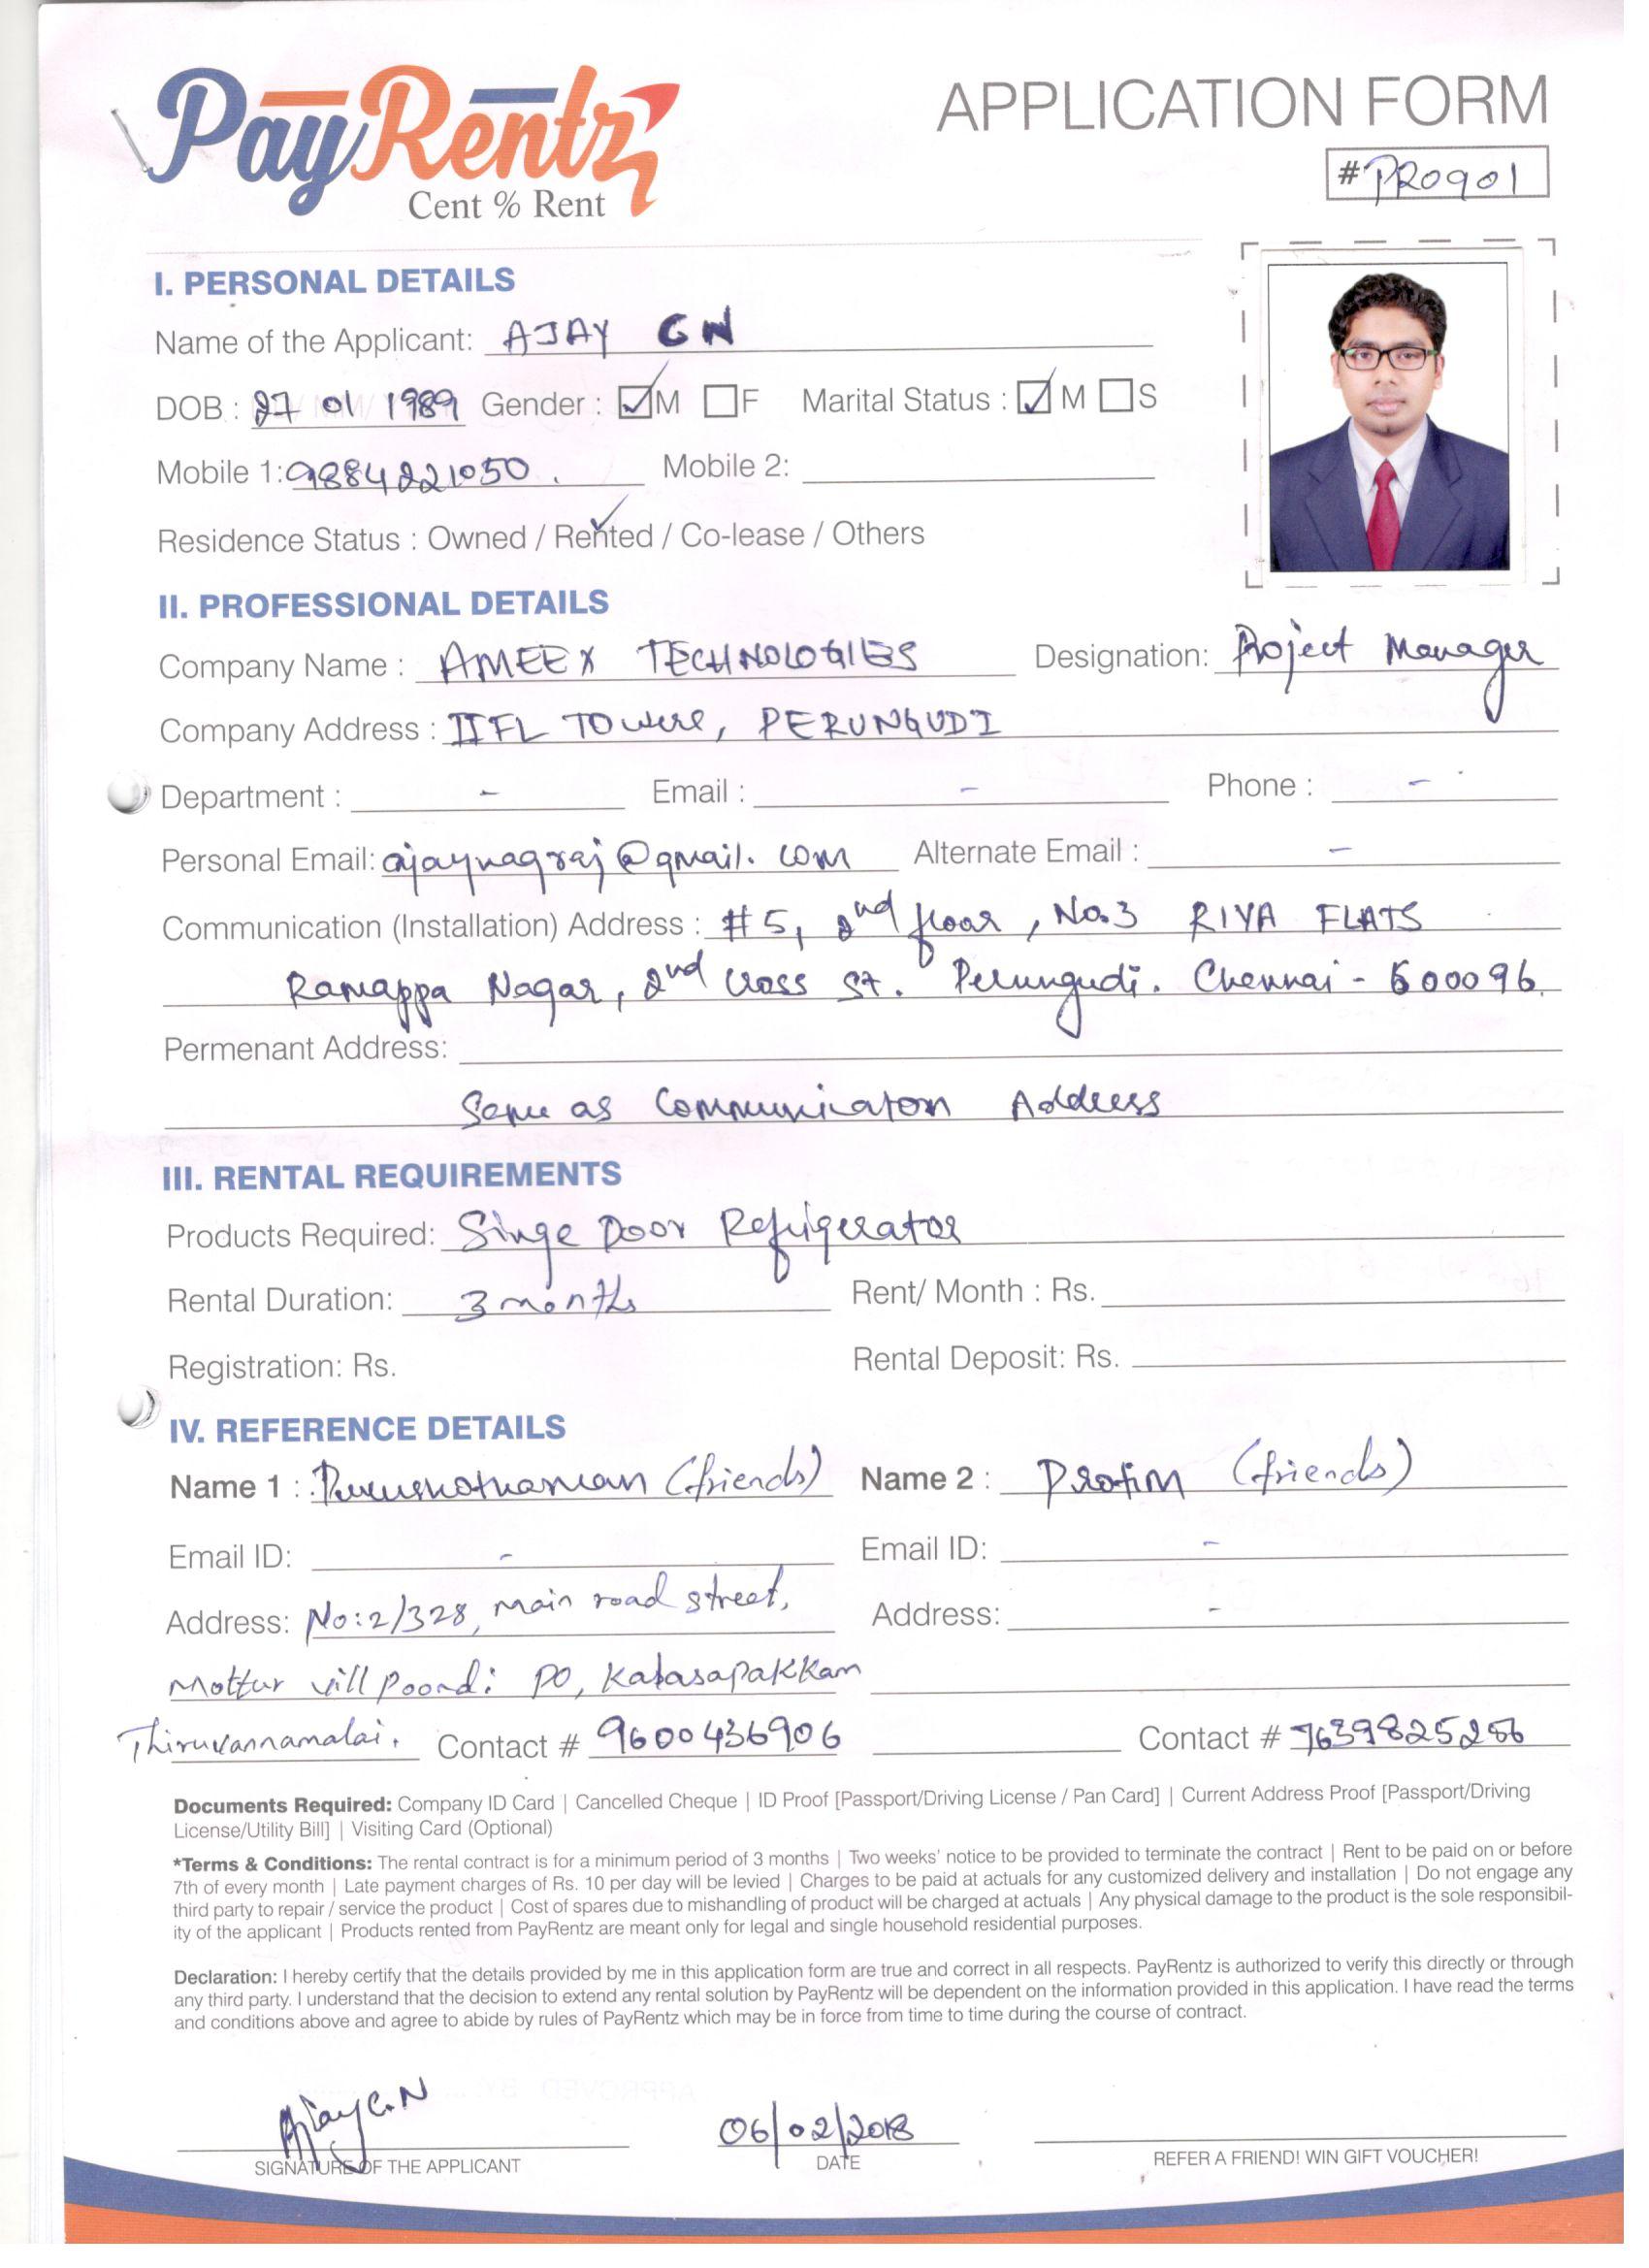 PayRentz
Cent % Rent
APPLICATION FORM
#PR0901
I. PERSONAL DETAILS
Name of the Applicant: AJAY G N
DOB : 27 01 1989 Gender : M F Marital Status : M S
Mobile 1: 9884221050. Mobile 2:
Residence Status : Owned / Rented / Co-lease / Others
II. PROFESSIONAL DETAILS
Company Name : AMEEX TECHNOLOGIES Designation: Project Manager
Company Address : IIFL TOwer, PERUNGUDI
Department : - Email : - Phone : -
Personal Email: ajaynagraj@gmail.com Alternate Email : -
Communication (Installation) Address : #5, 2nd floor, No.3 RIYA FLATS
Ramappa Nagar, 2nd Cross St. Perungudi. Chennai - 600096.
Permenant Address:
Same as Communicaton Address
III. RENTAL REQUIREMENTS
Products Required: Singe Door Refrigerator
Rental Duration: 3 months Rent/ Month : Rs.
Registration: Rs. Rental Deposit: Rs.
IV. REFERENCE DETAILS
Name 1 : Purushothaman (friends) Name 2 : (friends)
Email ID: - Email ID: -
Address: No:2/328, main road street, Address: -
Mottur vill Poond: PO, Kalasapakkam
Thiruvannamalai. Contact # 9600436906 Contact #
Documents Required: Company ID Card | Cancelled Cheque | ID Proof [Passport/Driving License / Pan Card] | Current Address Proof [Passport/Driving
License/Utility Bill] | Visiting Card (Optional)
*Terms & Conditions: The rental contract is for a minimum period of 3 months | Two weeks' notice to be provided to terminate the contract | Rent to be paid on or before
7th of every month | Late payment charges of Rs. 10 per day will be levied | Charges to be paid at actuals for any customized delivery and installation | Do not engage any
third party to repair / service the product | Cost of spares due to mishandling of product will be charged at actuals | Any physical damage to the product is the sole responsibil-
ity of the applicant | Products rented from PayRentz are meant only for legal and single household residential purposes.
Declaration: I hereby certify that the details provided by me in this application form are true and correct in all respects. PayRentz is authorized to verify this directly or through
any third party. I understand that the decision to extend any rental solution by PayRentz will be dependent on the information provided in this application. I have read the terms
and conditions above and agree to abide by rules of PayRentz which may be in force from time to time during the course of contract.
Ajay G.N 06/02/2018
SIGNATURE OF THE APPLICANT DATE REFER A FRIEND! WIN GIFT VOUCHER!